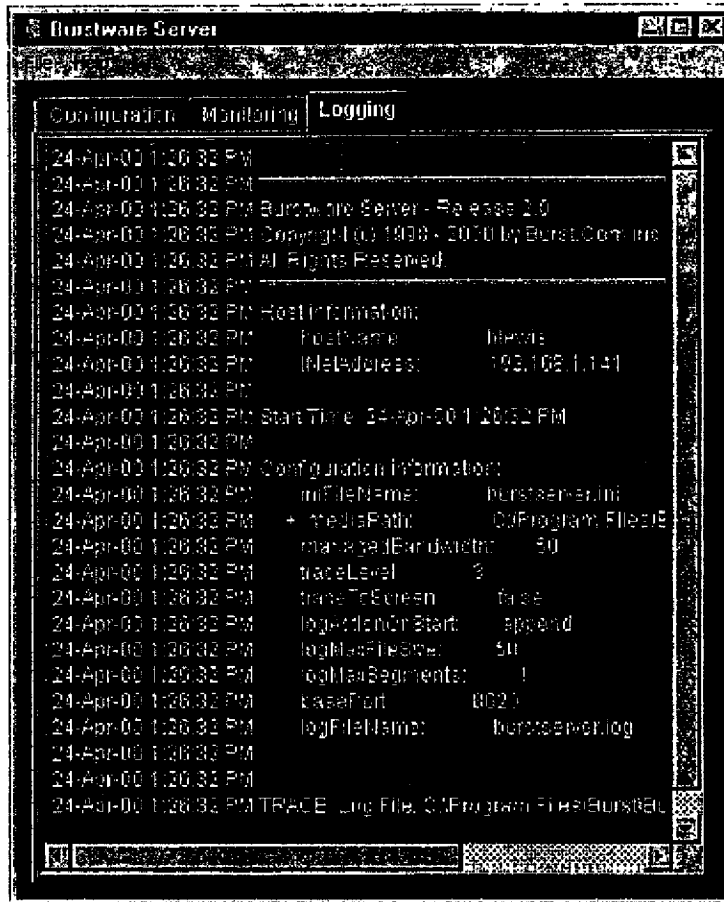 Burstware Server
File
Configuration Monitoring Logging
24-Apr-00 1:26:32 PM
24-Apr-00 1:26:32 PM
24-Apr-00 1:26:32 PM Burstware Server - Release 2.0
24-Apr-00 1:26:32 PM Copyright (c) 1998 - 2000 by Burst.Com Inc
24-Apr-00 1:26:32 PM All Rights Reserved.
24-Apr-00 1:26:32 PM
24-Apr-00 1:26:32 PM Host information:
24-Apr-00 1:26:32 PM hostName hlewis
24-Apr-00 1:26:32 PM INetAddress:
24-Apr-00 1:26:32 PM
24-Apr-00 1:26:32 PM Start Time: 24-Apr-00 1:26:32 PM
24-Apr-00 1:26:32 PM
24-Apr-00 1:26:32 PM Configuration Information:
24-Apr-00 1:26:32 PM iniFileName: burstserver.ini
24-Apr-00 1:26:32 PM + mediaPath: C:\Program Files\B
24-Apr-00 1:26:32 PM managedBandwidth: 50
24-Apr-00 1:26:32 PM traceLevel 3
24-Apr-00 1:26:32 PM traceToScreen false
24-Apr-00 1:26:32 PM logActionOnStart: append
24-Apr-00 1:26:32 PM logMaxFileSize: 50
24-Apr-00 1:26:32 PM logMaxSegments: 1
24-Apr-00 1:26:32 PM basePort
24-Apr-00 1:26:32 PM logFileName: burstserver.log
24-Apr-00 1:26:32 PM
24-Apr-00 1:26:32 PM
24-Apr-00 1:26:32 PM TRACE: Log File: C:\Program Files\Burst\Bu